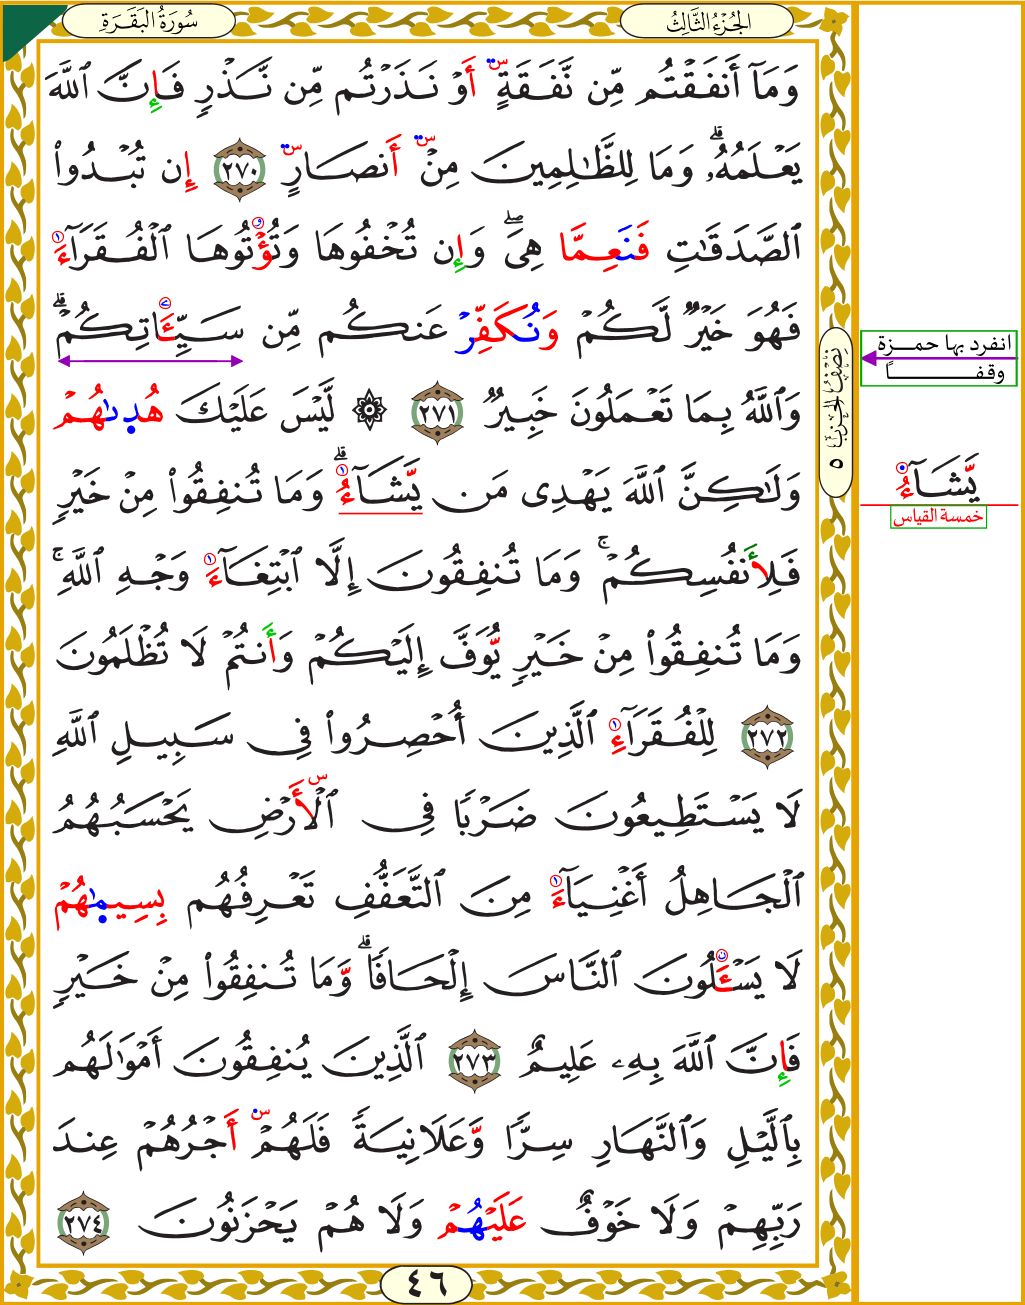 الجُزْءُ الثَّالِثُ
سُورَةُ البَقَرَةِ
وَمَآ أَنفَقْتُم مِّن نَّفَقَةٍ أَوْ نَذَرْتُم مِّن نَّذْرٍ فَإِنَّ ٱللَّهَ
يَعْلَمُهُۥۗ وَمَا لِلظَّٰلِمِينَ مِنْ أَنصَارٍ ٢٧٠ إِن تُبْدُوا۟
ٱلصَّدَقَٰتِ فَنَعِمَّا هِىَۖ وَإِن تُخْفُوهَا وَتُؤْتُوهَا ٱلْفُقَرَآءَ
فَهُوَ خَيْرٌ لَّكُمْ وَنُكَفِّرْ عَنكُم مِّن سَيِّـَٔاتِكُمْۗ
وَٱللَّهُ بِمَا تَعْمَلُونَ خَبِيرٌ ٢٧١ ۞ لَّيْسَ عَلَيْكَ هُدَىٰهُمْ
وَلَٰكِنَّ ٱللَّهَ يَهْدِى مَن يَّشَآءُۗ وَمَا تُنفِقُوا۟ مِنْ خَيْرٍ
فَلِأَنفُسِكُمْۚ وَمَا تُنفِقُونَ إِلَّا ٱبْتِغَآءَ وَجْهِ ٱللَّهِۚ
وَمَا تُنفِقُوا۟ مِنْ خَيْرٍ يُّوَفَّ إِلَيْكُمْ وَأَنتُمْ لَا تُظْلَمُونَ
٢٧٢ لِلْفُقَرَآءِ ٱلَّذِينَ أُحْصِرُوا۟ فِى سَبِيلِ ٱللَّهِ
لَا يَسْتَطِيعُونَ ضَرْبًا فِى ٱلْأَرْضِ يَحْسَبُهُمُ
ٱلْجَاهِلُ أَغْنِيَآءَ مِنَ ٱلتَّعَفُّفِ تَعْرِفُهُم بِسِيمَٰهُمْ
لَا يَسْـَٔلُونَ ٱلنَّاسَ إِلْحَافًاۗ وَّمَا تُنفِقُوا۟ مِنْ خَيْرٍ
فَإِنَّ ٱللَّهَ بِهِۦ عَلِيمٌ ٢٧٣ ٱلَّذِينَ يُنفِقُونَ أَمْوَٰلَهُم
بِٱلَّيْلِ وَٱلنَّهَارِ سِرًّا وَّعَلَانِيَةً فَلَهُمْ أَجْرُهُمْ عِندَ
رَبِّهِمْ وَلَا خَوْفٌ عَلَيْهُمْ وَلَا هُمْ يَحْزَنُونَ ٢٧٤
٤٦
نِصْفُ الحِزْبِ ٥
انفرد بها حمـزة
وقفـا
يَّشَآءُ
خمسة القياس